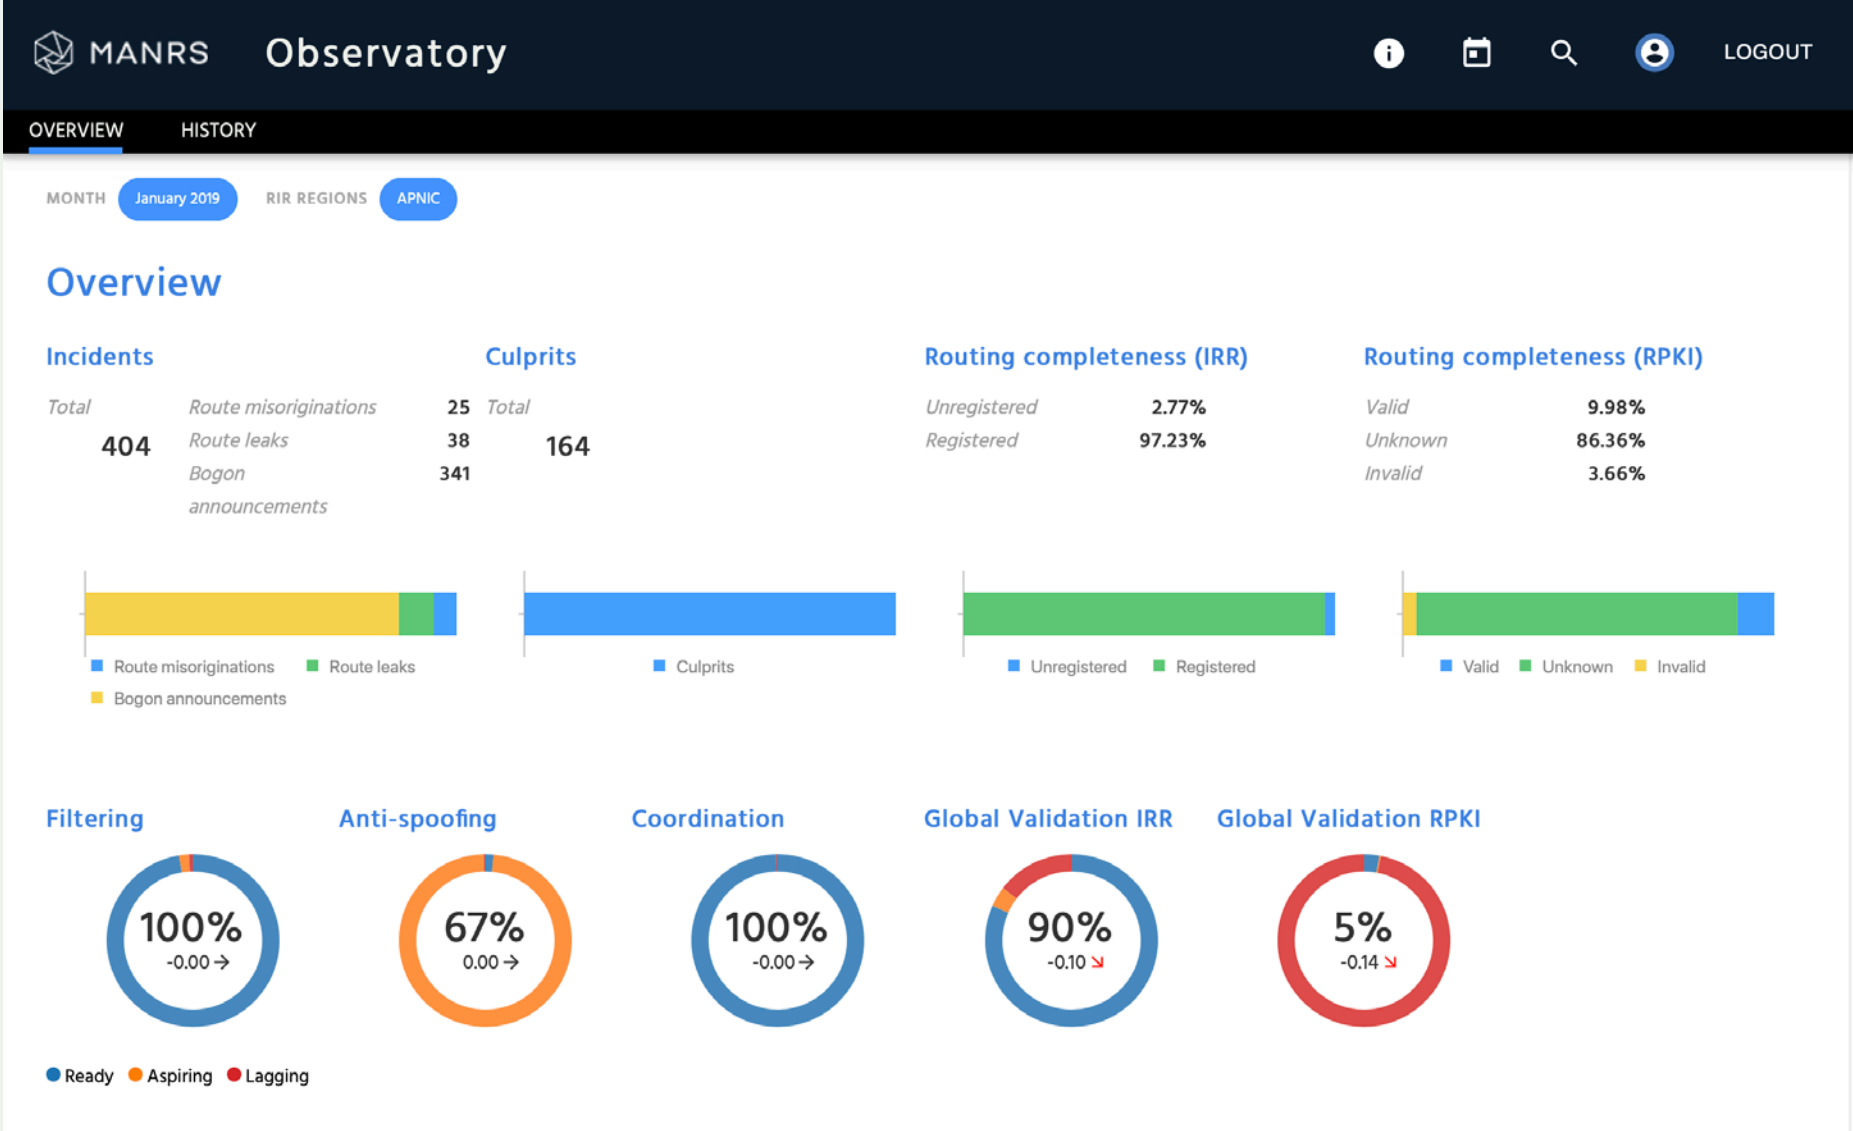 MANRS Observatory LOGOUT
OVERVIEW HISTORY
MONTH January 2019 RIR REGIONS APNIC
Overview
Incidents Culprits Routing completeness (IRR) Routing completeness (RPKI)
Total Route misoriginations 25 Total Unregistered 2.77% Valid 9.98%
404 Route leaks 38 164 Registered 97.23% Unknown 86.36%
Bogon 341 Invalid 3.66%
announcements
Route misoriginations Route leaks Culprits Unregistered Registered Valid Unknown Invalid
Bogon announcements
Filtering Anti-spoofing Coordination Global Validation IRR Global Validation RPKI
100% 67% 100% 90% 5%
-0.00 → 0.00 → -0.00 → -0.10 ↘ -0.14 ↘
Ready Aspiring Lagging